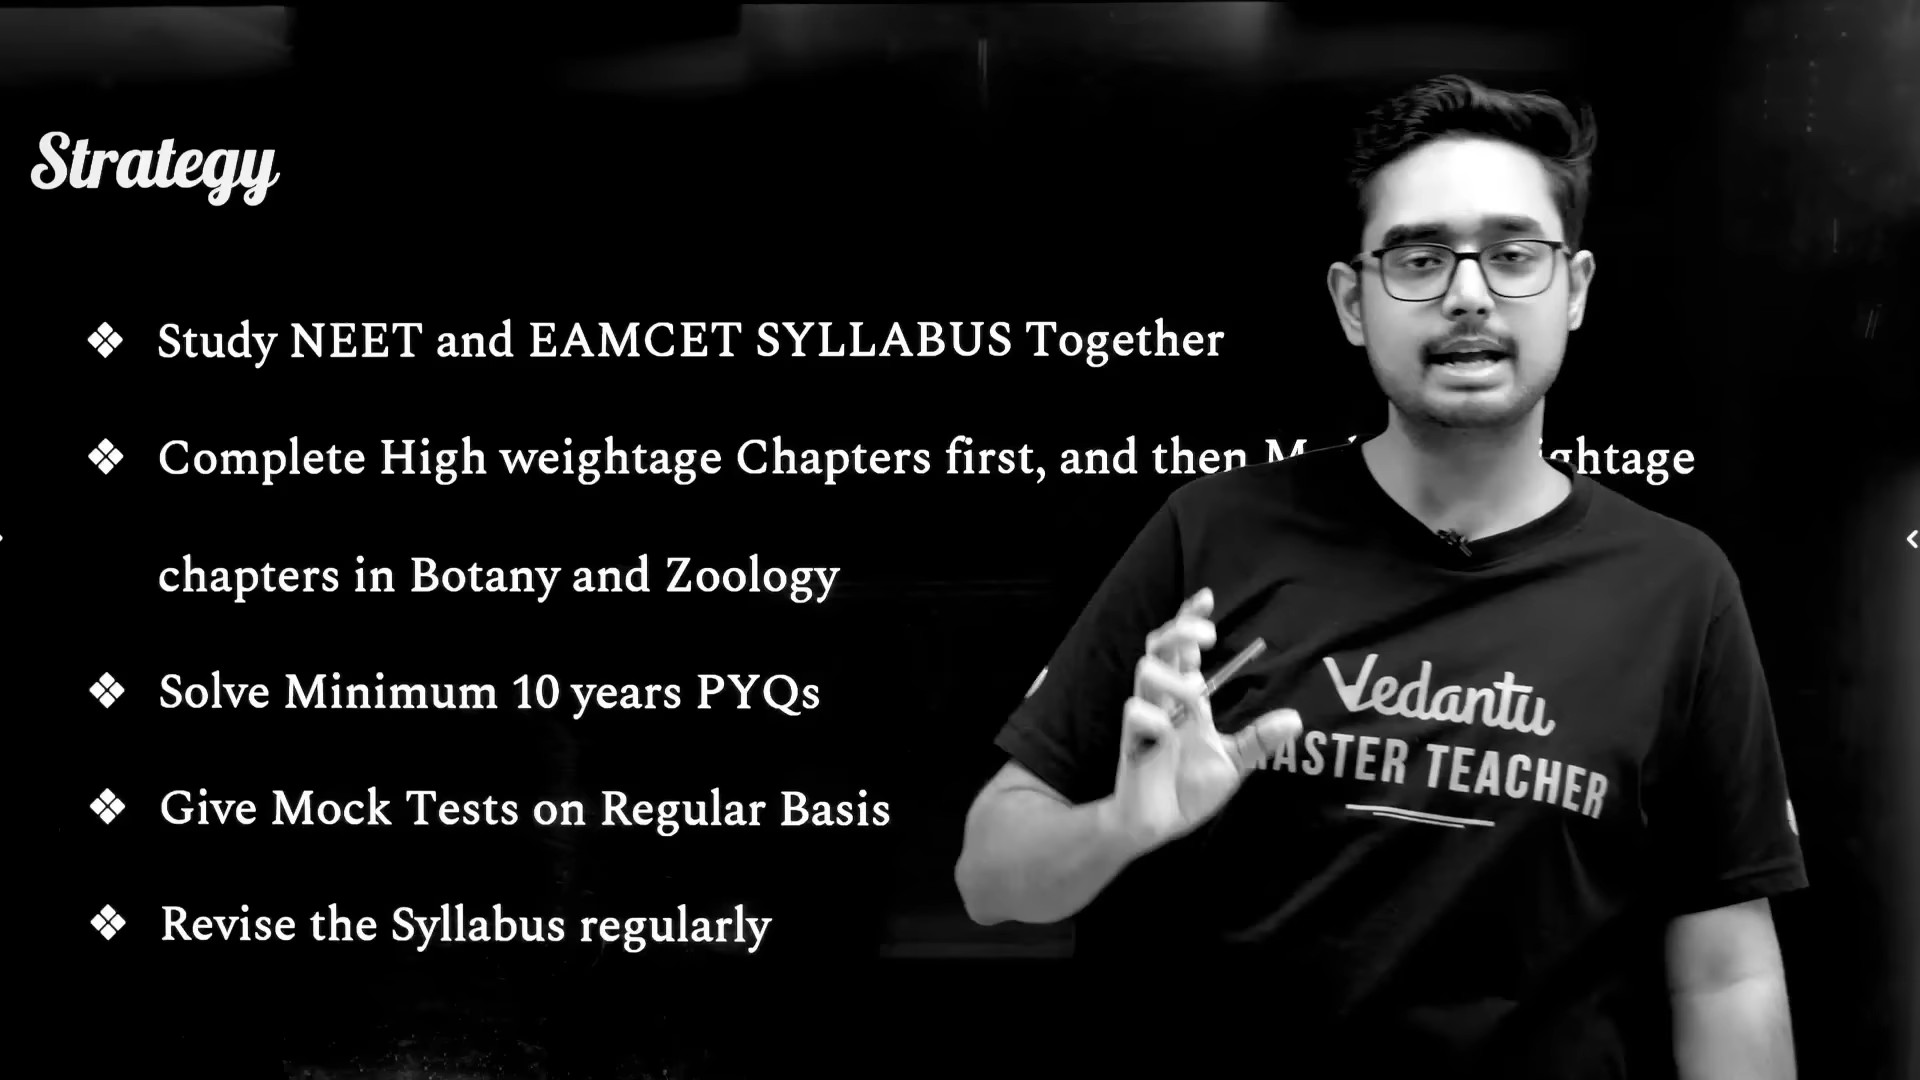 Strategy
❖ Study NEET and EAMCET SYLLABUS Together
❖ Complete High weightage Chapters first, and then
chapters in Botany and Zoology
❖ Solve Minimum 10 years PYQs
❖ Give Mock Tests on Regular Basis
❖ Revise the Syllabus regularly
Vedantu
MASTER TEACHER